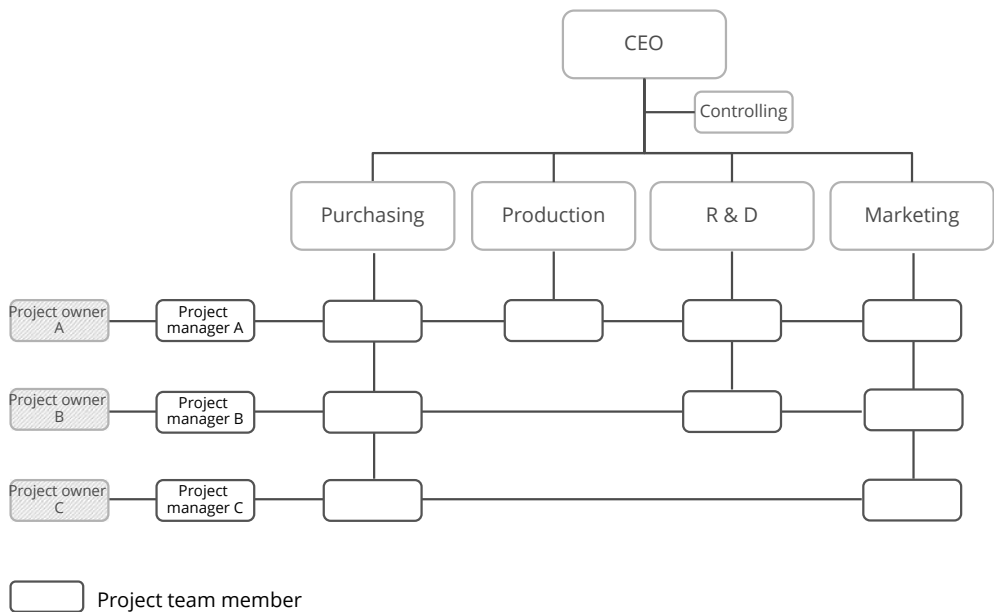 CEO
Controlling
Purchasing
Production
R & D
Marketing
Project owner
A
Project
manager A
Project owner
B
Project
manager B
Project owner
C
Project
manager C
Project team member